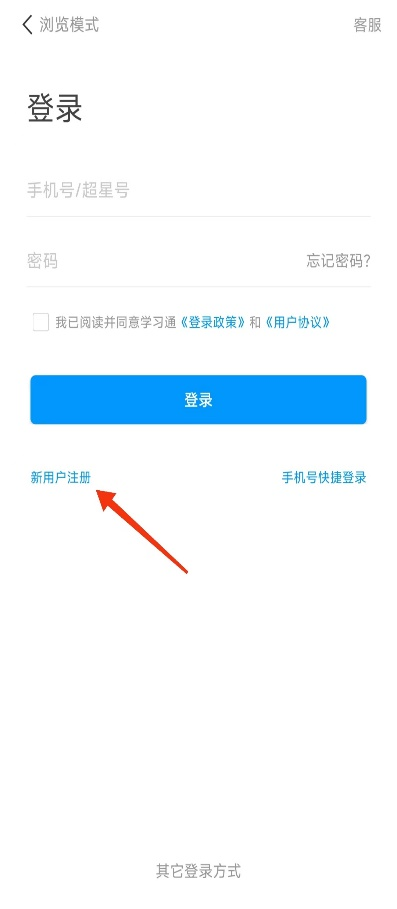 浏览模式 客服
登录
手机号/超星号
密码 忘记密码?
我已阅读并同意学习通《登录政策》和《用户协议》
登录
新用户注册 手机号快捷登录
其它登录方式